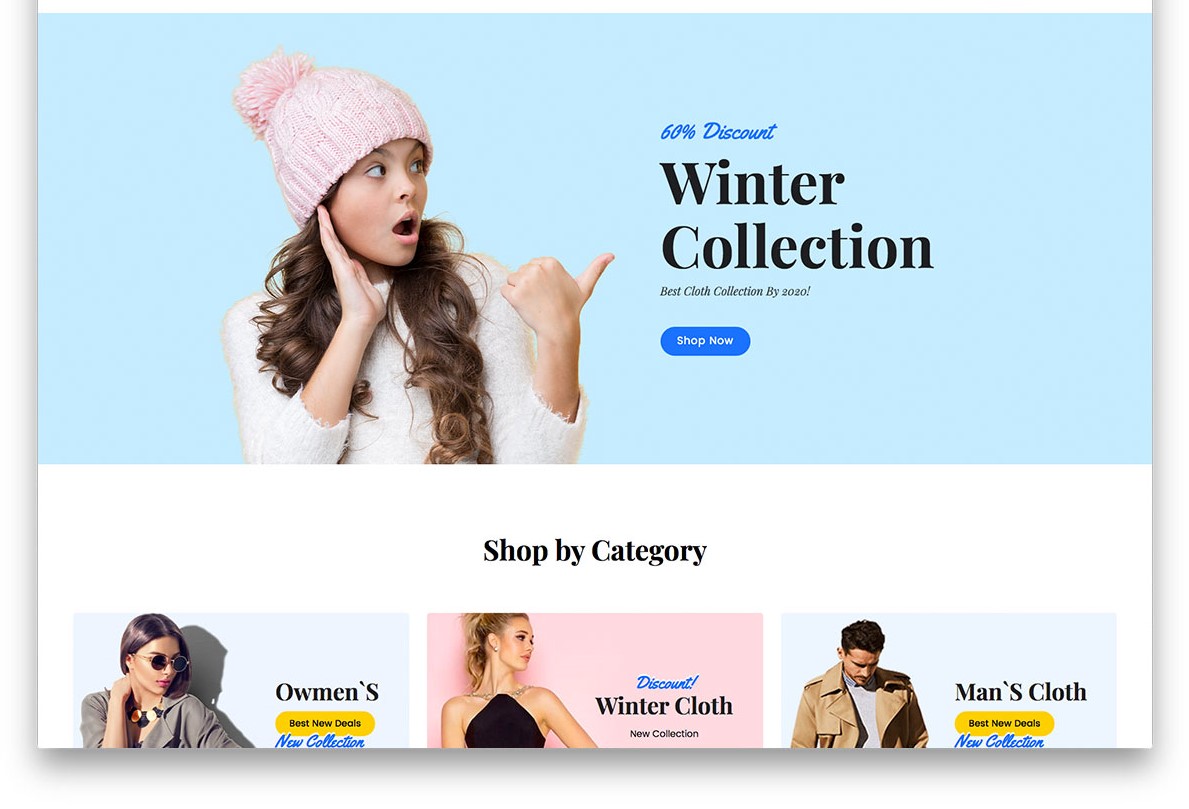 60% Discount
Winter
Collection
Best Cloth Collection By 2020!
Shop Now
Shop by Category
Owmen`S
Best New Deals
New Collection
Discount!
Winter Cloth
New Collection
Man`S Cloth
Best New Deals
New Collection